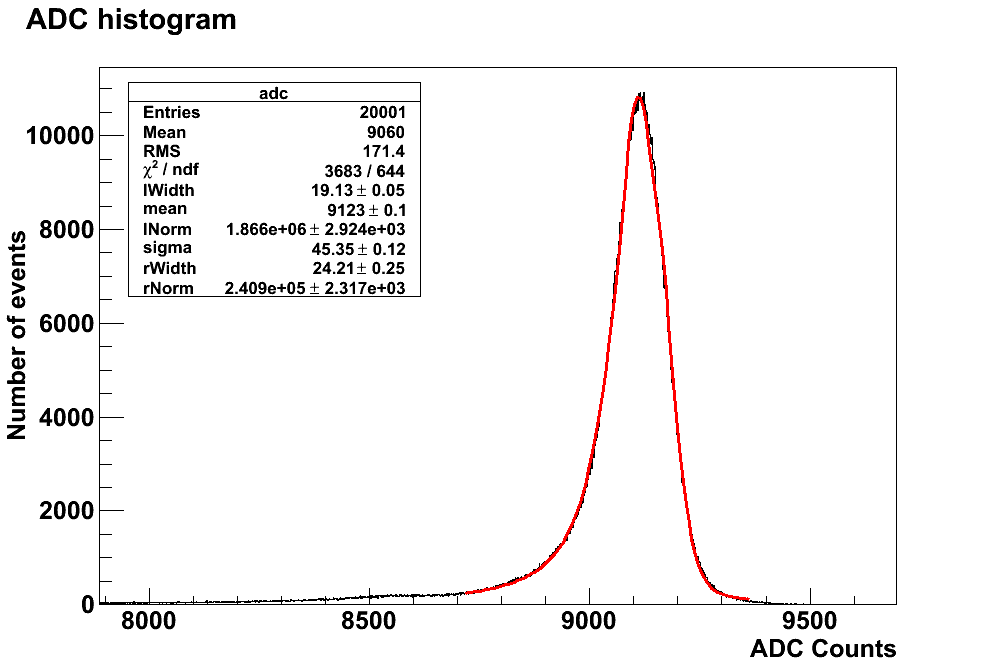 ADC histogram
adc
Entries 20001
Mean 9060
RMS 171.4
χ² / ndf 3683 / 644
lWidth 19.13 ± 0.05
mean 9123 ± 0.1
lNorm 1.866e+06 ± 2.924e+03
sigma 45.35 ± 0.12
rWidth 24.21 ± 0.25
rNorm 2.409e+05 ± 2.317e+03
Number of events
10000
8000
6000
4000
2000
0
8000 8500 9000 9500
ADC Counts